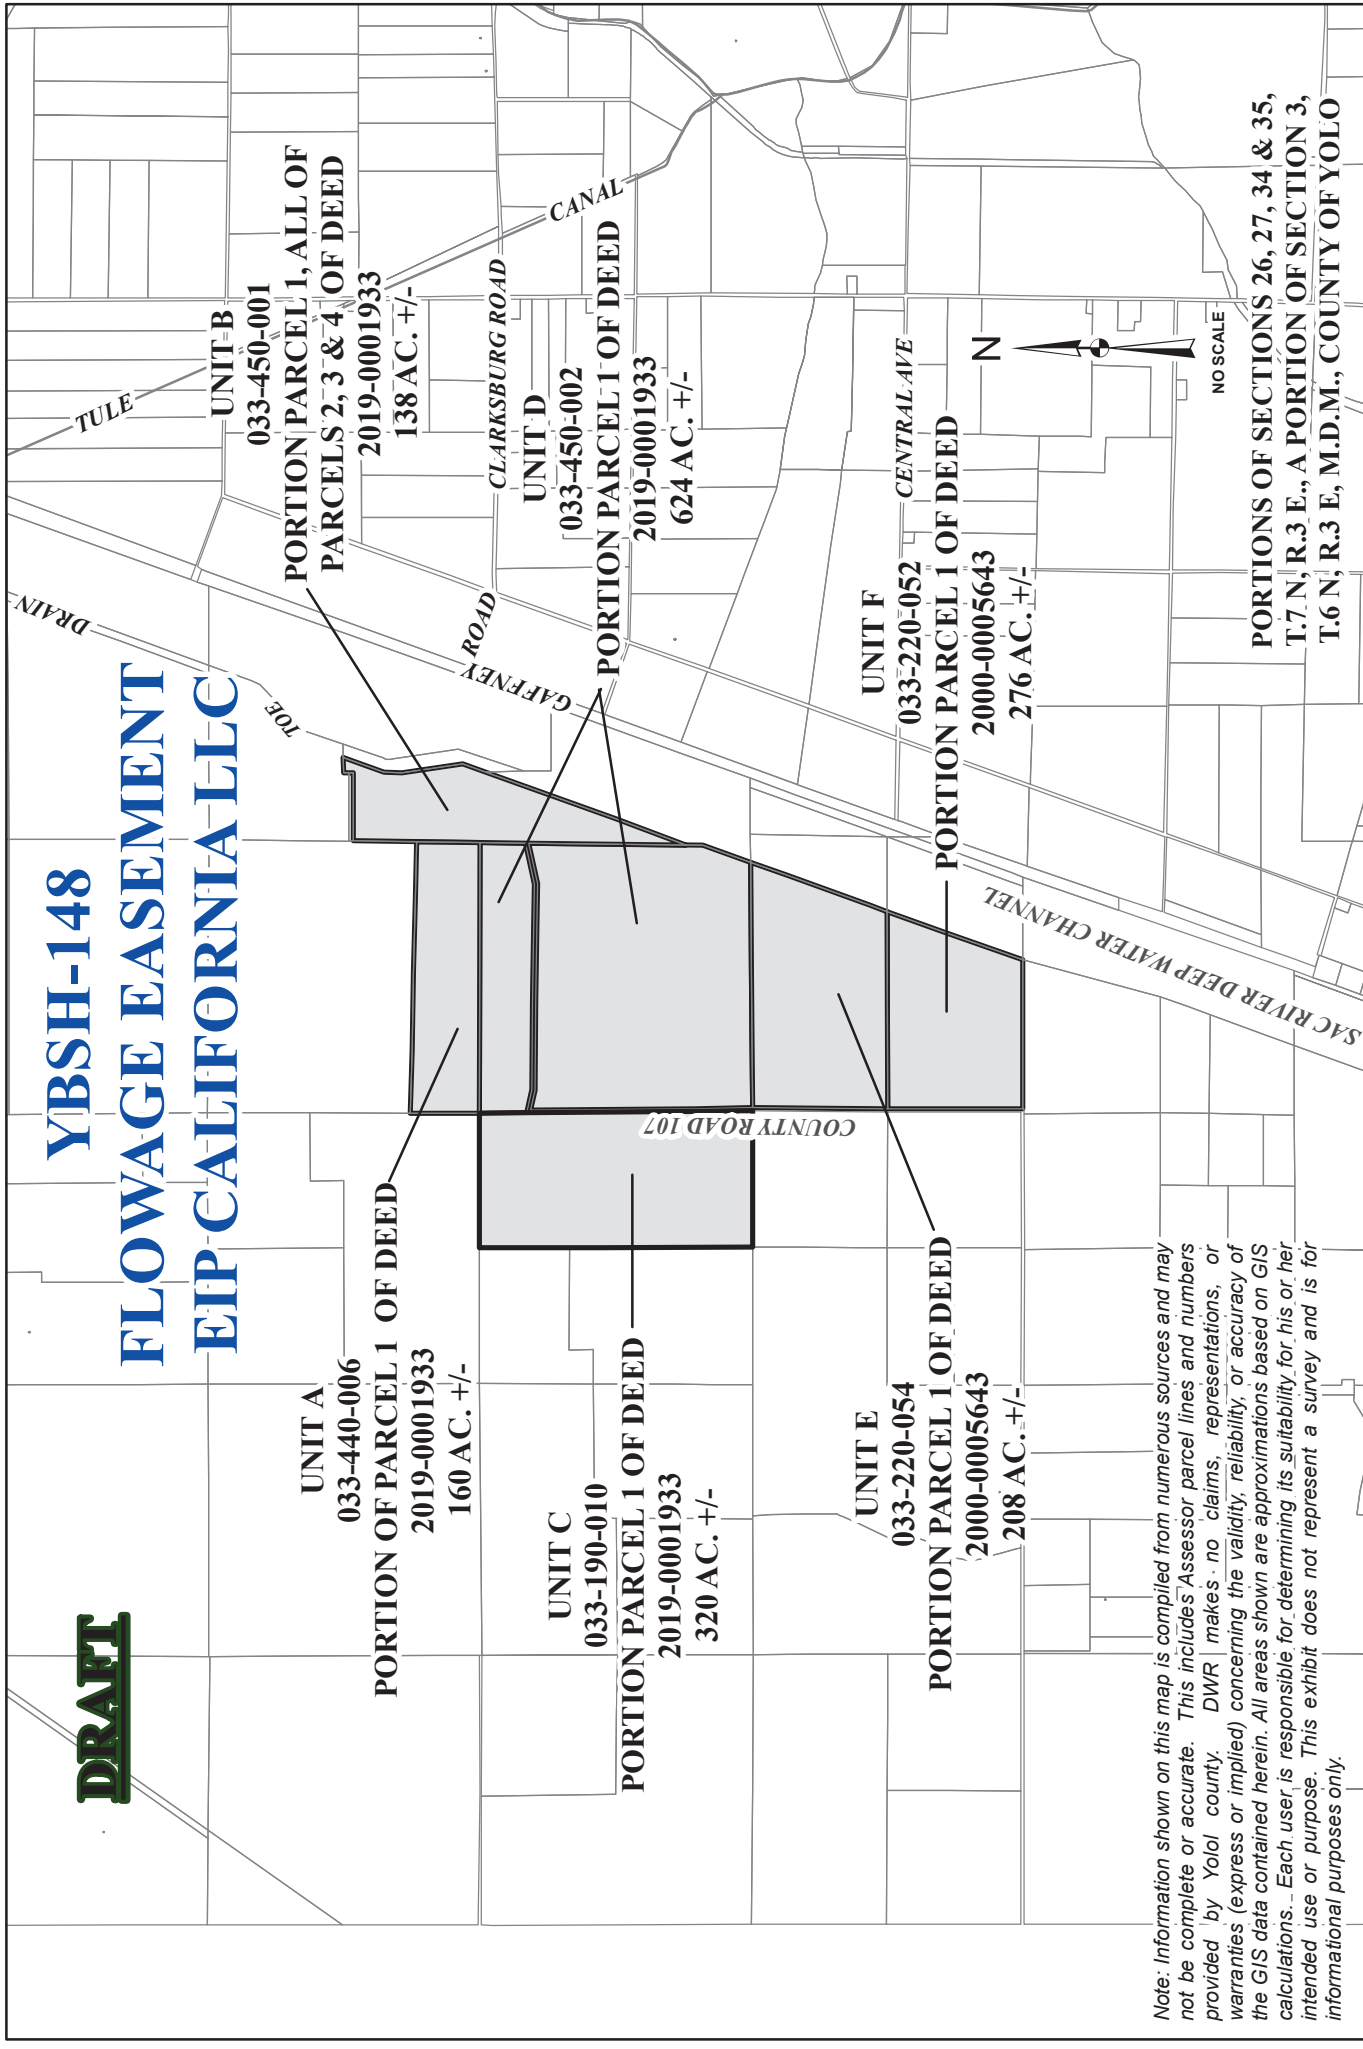 DRAFT
YBSH-148
FLOWAGE EASEMENT
EIP CALIFORNIA LLC
UNIT A
033-440-006
PORTION OF PARCEL 1 OF DEED
2019-0001933
160 AC. +/-
UNIT C
033-190-010
PORTION PARCEL 1 OF DEED
2019-0001933
320 AC. +/-
UNIT E
033-220-054
PORTION PARCEL 1 OF DEED
2000-0005643
208 AC. +/-
UNIT B
033-450-001
PORTION PARCEL 1, ALL OF
PARCELS 2, 3 & 4 OF DEED
2019-0001933
138 AC. +/-
UNIT D
033-450-002
PORTION PARCEL 1 OF DEED
2019-0001933
624 AC. +/-
UNIT F
033-220-052
PORTION PARCEL 1 OF DEED
2000-0005643
276 AC. +/-
TOE
DRAIN
TULE
CANAL
CLARKSBURG ROAD
GAFFNEY
ROAD
CENTRAL AVE
COUNTY ROAD 107
SAC RIVER DEEP WATER CHANNEL
N
NO SCALE
PORTIONS OF SECTIONS 26, 27, 34 & 35,
T.7 N, R.3 E., A PORTION OF SECTION 3,
T.6 N, R.3 E, M.D.M., COUNTY OF YOLO
Note: Information shown on this map is compiled from numerous sources and may
not be complete or accurate. This includes Assessor parcel lines and numbers
provided by Yolol county. DWR makes no claims, representations, or
warranties (express or implied) concerning the validity, reliability, or accuracy of
the GIS data contained herein. All areas shown are approximations based on GIS
calculations. Each user is responsible for determining its suitability for his or her
intended use or purpose. This exhibit does not represent a survey and is for
informational purposes only.